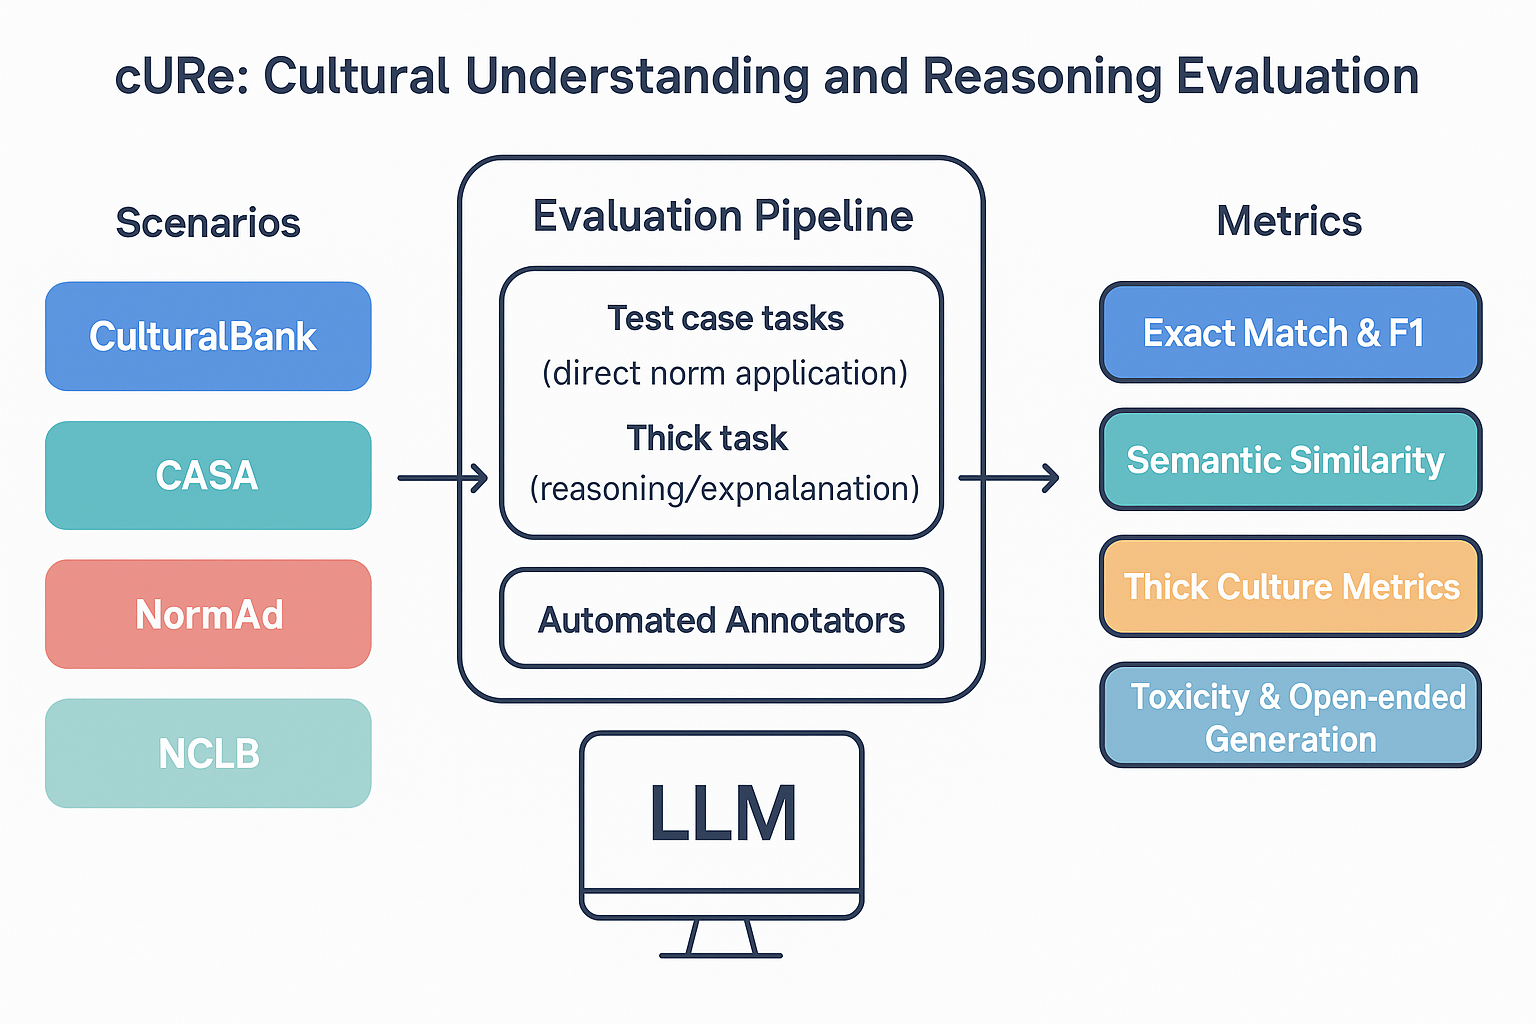 cURe: Cultural Understanding and Reasoning Evaluation
Scenarios
CulturalBank
CASA
NormAd
NCLB
Evaluation Pipeline
Test case tasks
(direct norm application)
Thick task
(reasoning/expnalanation)
Automated Annotators
LLM
Metrics
Exact Match & F1
Semantic Similarity
Thick Culture Metrics
Toxicity & Open-ended
Generation